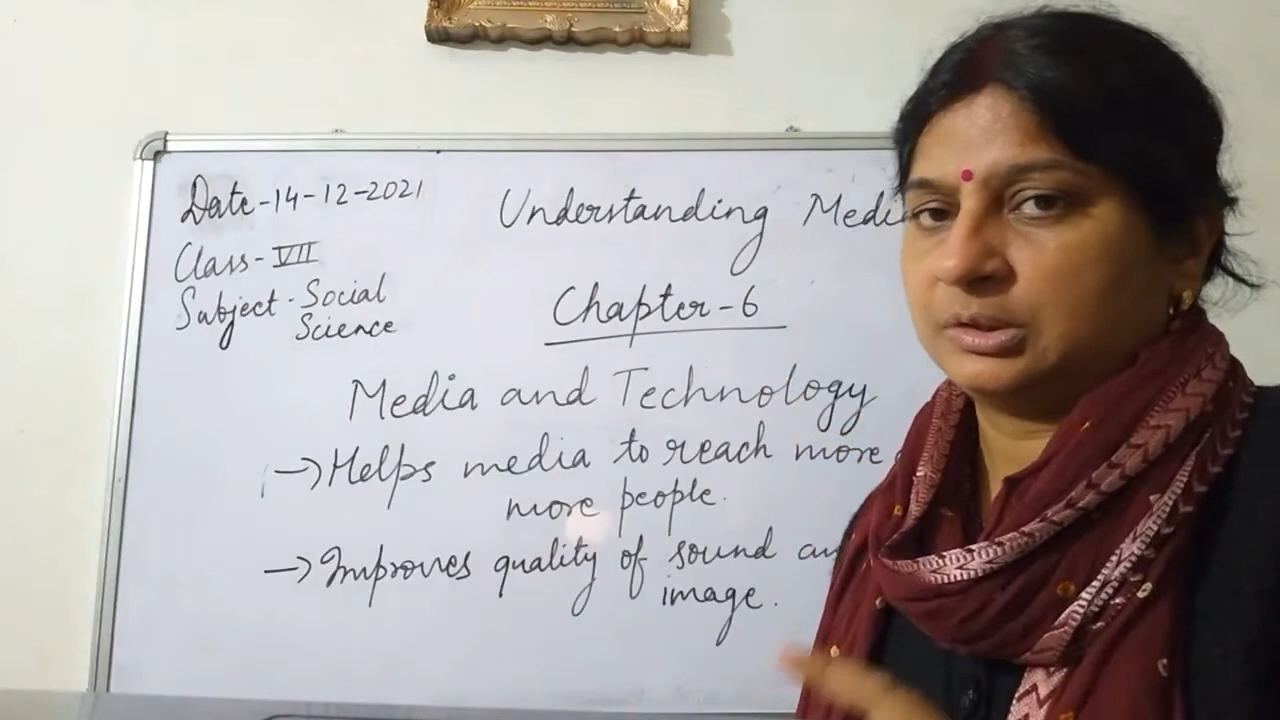 Date-14-12-2021
Understanding Medi
Class-VII
Subject-Social
Science
Chapter-6
Media and Technology
→Helps media to reach more
more people.
→Improves quality of sound an
image.